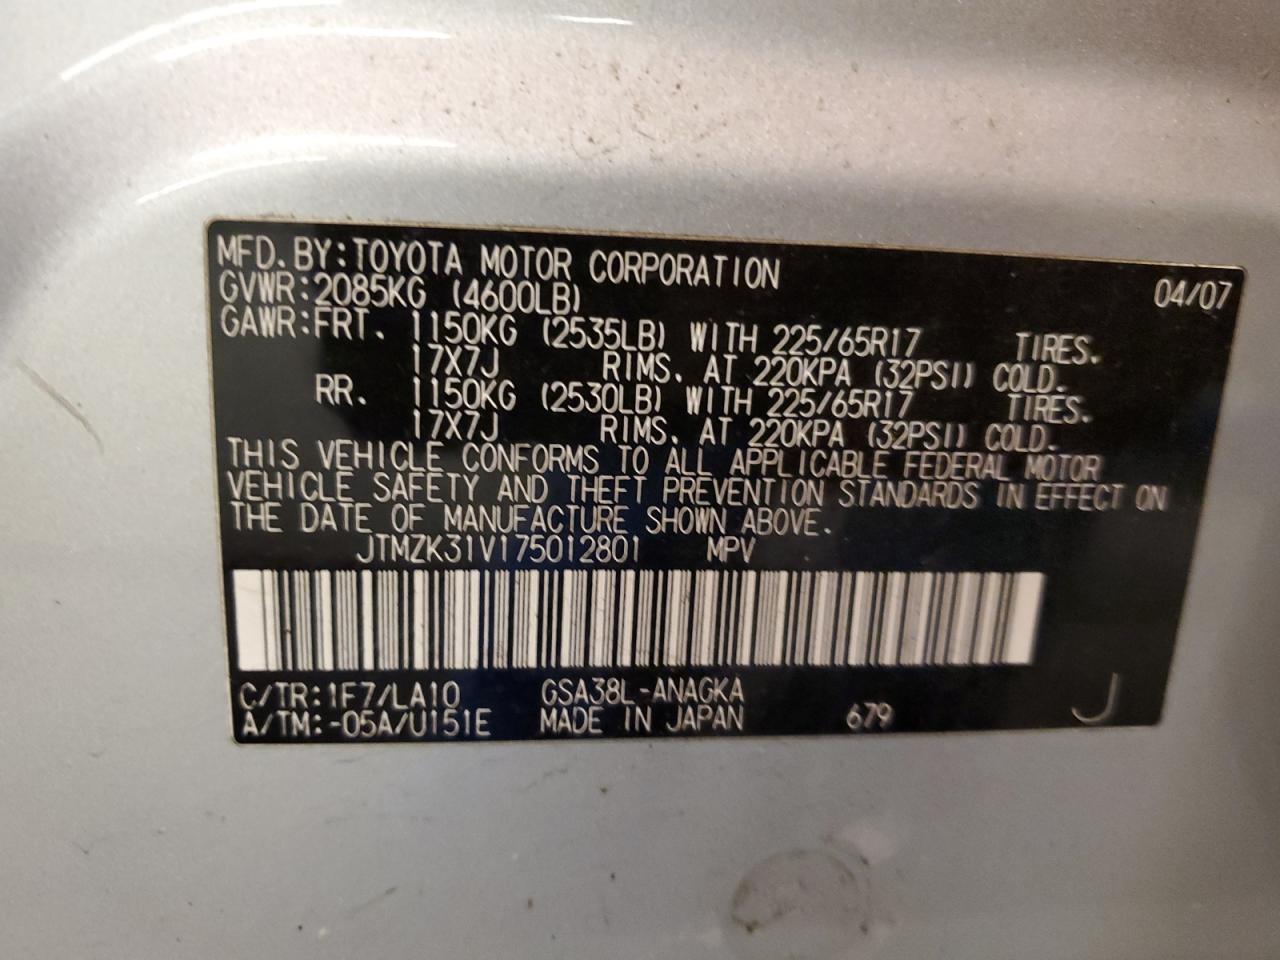 MFD. BY: TOYOTA MOTOR CORPORATION 04/07
GVWR: 2085KG (4600LB)
GAWR: FRT. 1150KG (2535LB) WITH 225/65R17 TIRES.
17X7J RIMS. AT 220KPA (32PSI) COLD.
RR. 1150KG (2530LB) WITH 225/65R17 TIRES.
17X7J RIMS. AT 220KPA (32PSI) COLD.
THIS VEHICLE CONFORMS TO ALL APPLICABLE FEDERAL MOTOR
VEHICLE SAFETY AND THEFT PREVENTION STANDARDS IN EFFECT ON
THE DATE OF MANUFACTURE SHOWN ABOVE.
JTMZK31V175012801 MPV
C/TR: 1F7/LA10 GSA38L-ANAGKA
A/TM: -05A/U151E MADE IN JAPAN 679 J